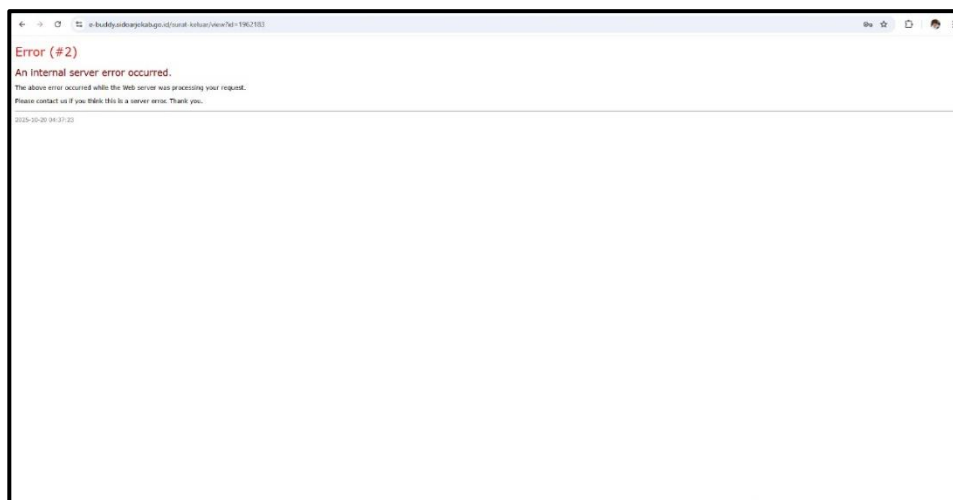 e-buddy.sidoarjokab.go.id/surat-keluar/view?id=1962183
Error (#2)
An internal server error occurred.
The above error occurred while the Web server was processing your request.
Please contact us if you think this is a server error. Thank you.
2025-10-20 04:37:23